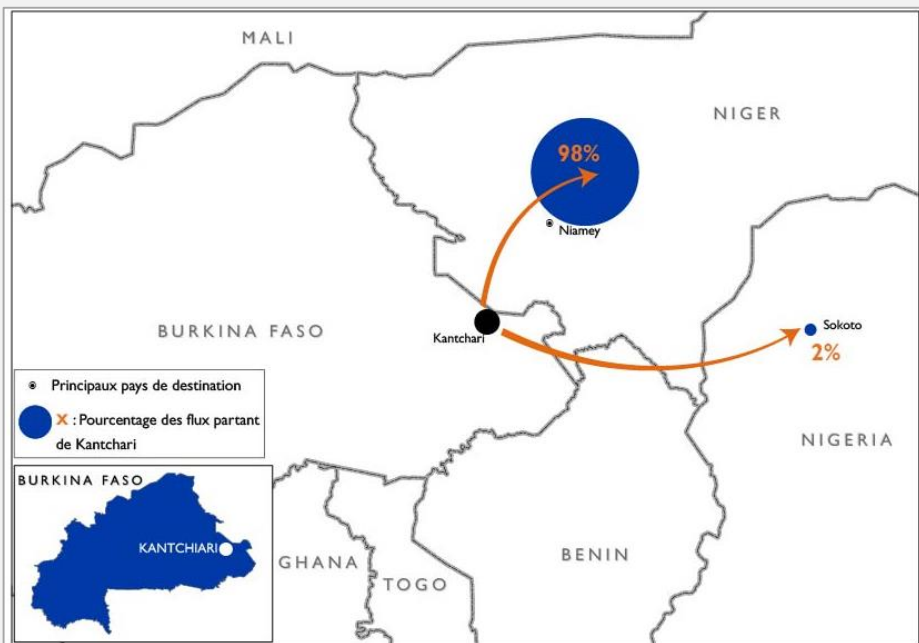 MALI
NIGER
98%
Niamey
BURKINA FASO
Kantchari
Sokoto
2%
Principaux pays de destination
X : Pourcentage des flux partant
de Kantchari
NIGERIA
BURKINA FASO
KANTCHIARI
GHANA
TOGO
BENIN